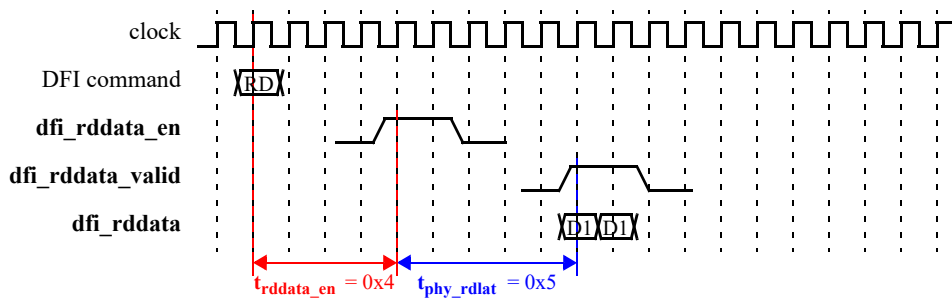 clock
DFI command RD
dfi_rddata_en
dfi_rddata_valid
dfi_rddata D1 D1
trddata_en = 0x4 tphy_rdlat = 0x5